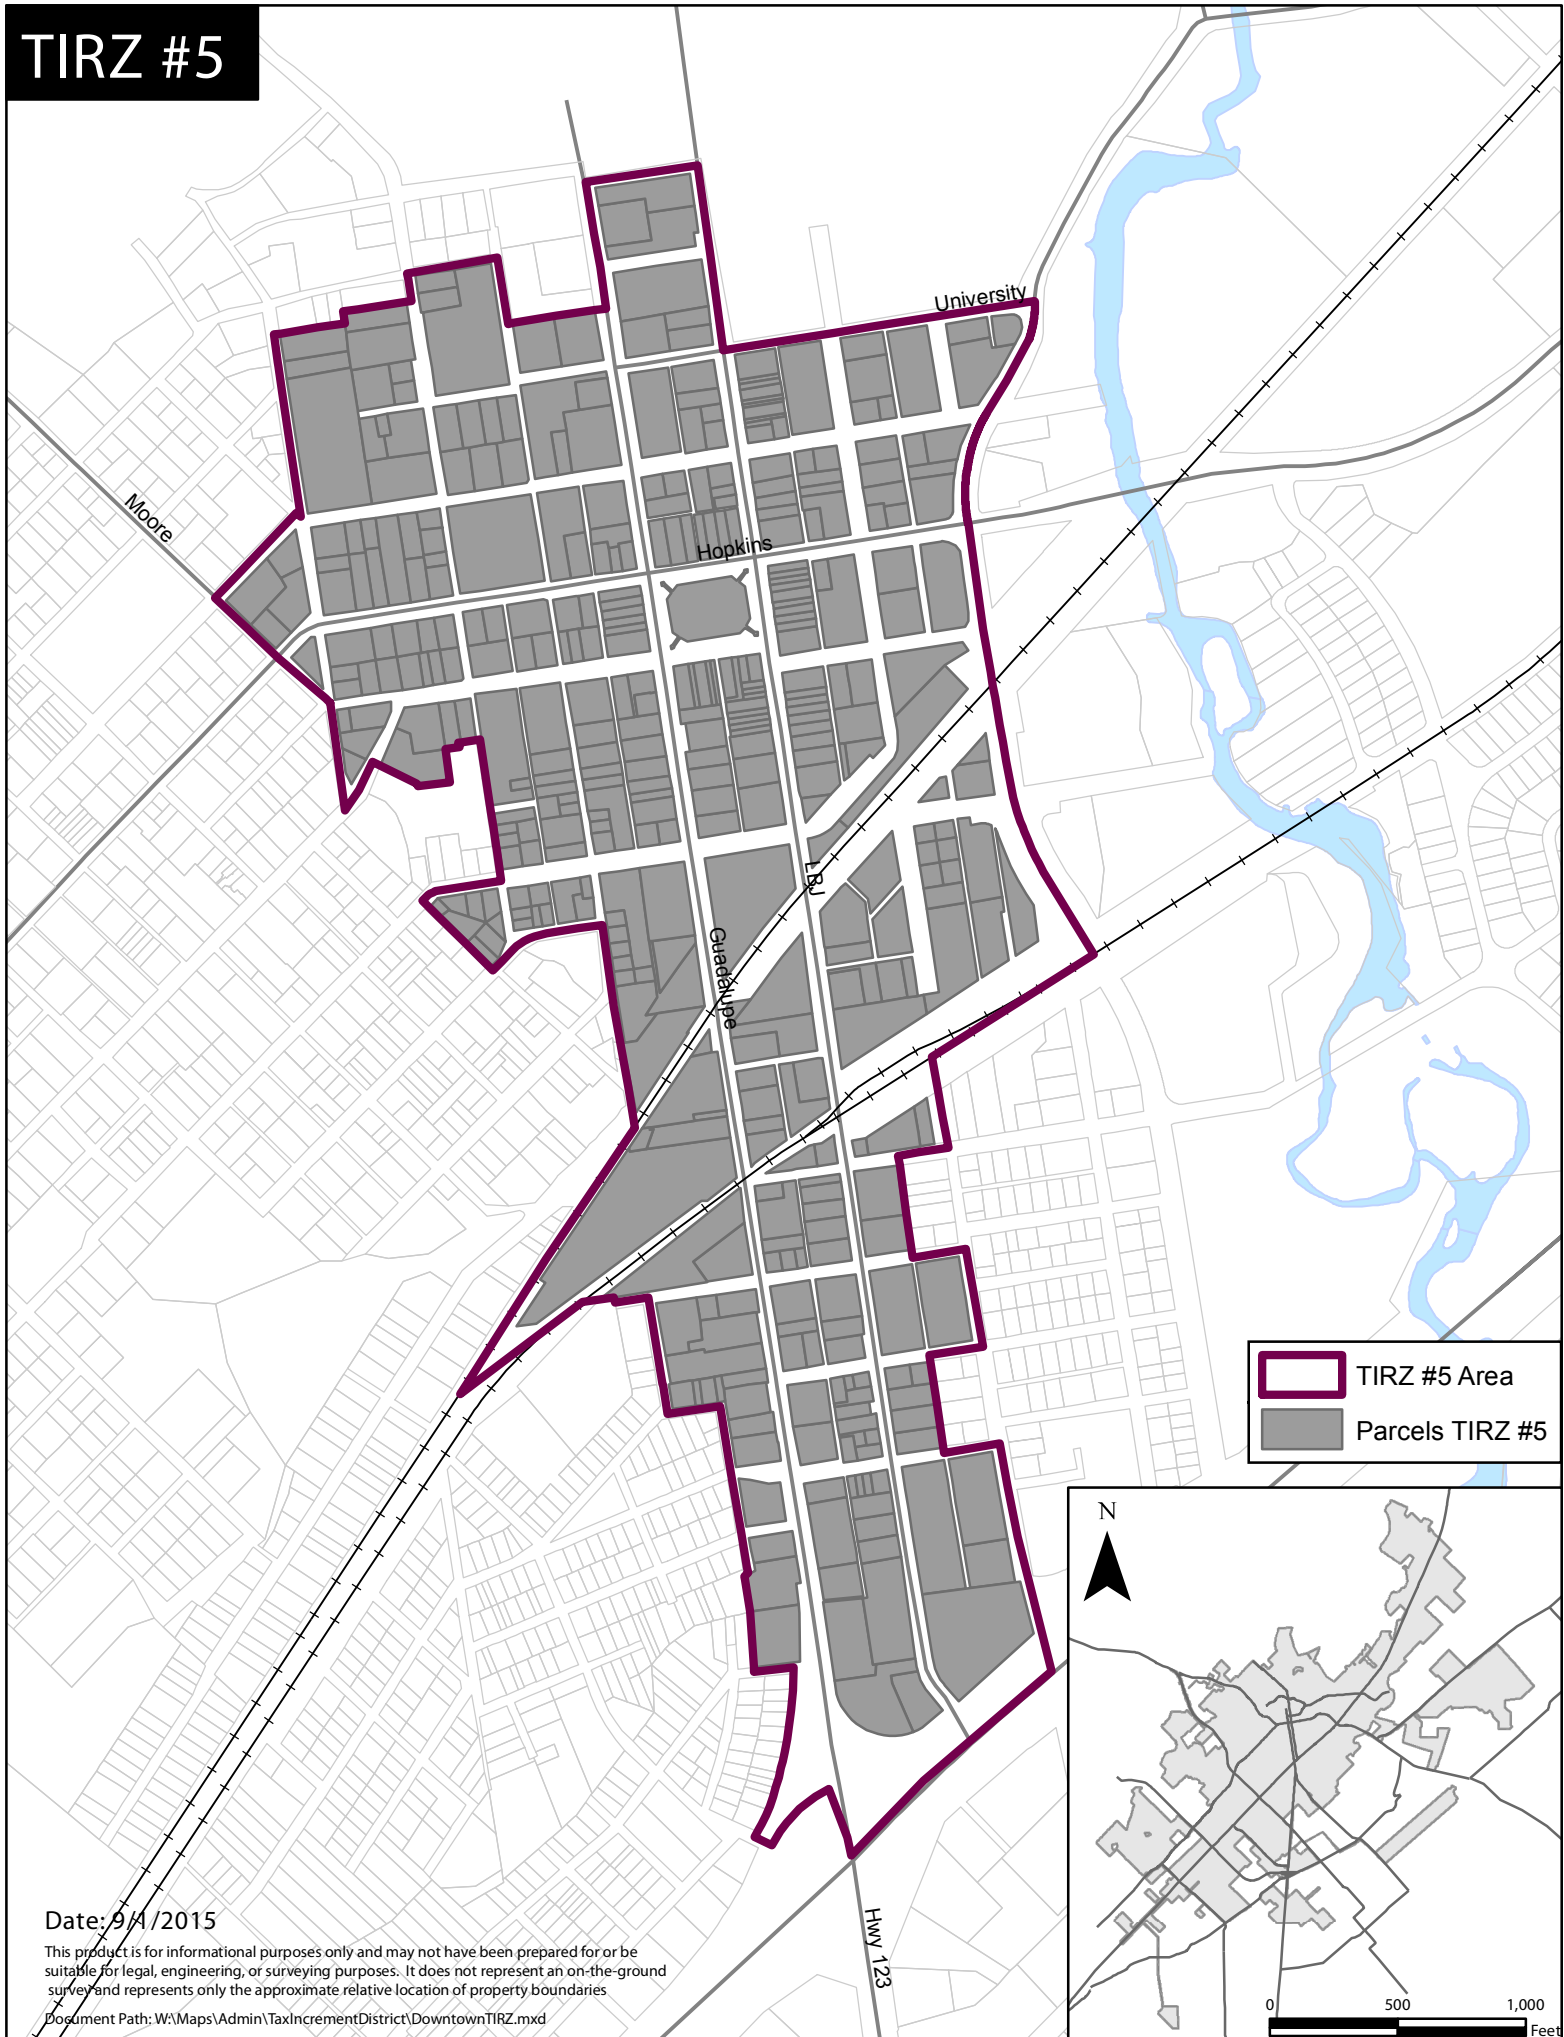 TIRZ #5
University
Moore
Hopkins
LBJ
Guadalupe
TIRZ #5 Area
Parcels TIRZ #5
N
Hwy 123
Date: 9/1/2015
This product is for informational purposes only and may not have been prepared for or be
suitable for legal, engineering, or surveying purposes. It does not represent an on-the-ground
survey and represents only the approximate relative location of property boundaries
Document Path: W:\Maps\Admin\TaxIncrementDistrict\DowntownTIRZ.mxd
0 500 1,000
Feet